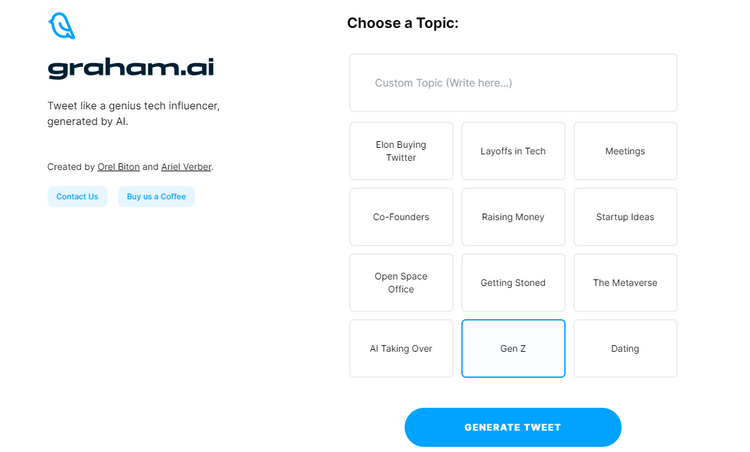 graham.ai
Tweet like a genius tech influencer,
generated by AI.
Created by Orel Biton and Ariel Verber.
Contact Us
Buy us a Coffee
Choose a Topic:
Custom Topic (Write here...)
Elon Buying
Twitter
Layoffs in Tech
Meetings
Co-Founders
Raising Money
Startup Ideas
Open Space
Office
Getting Stoned
The Metaverse
AI Taking Over
Gen Z
Dating
GENERATE TWEET